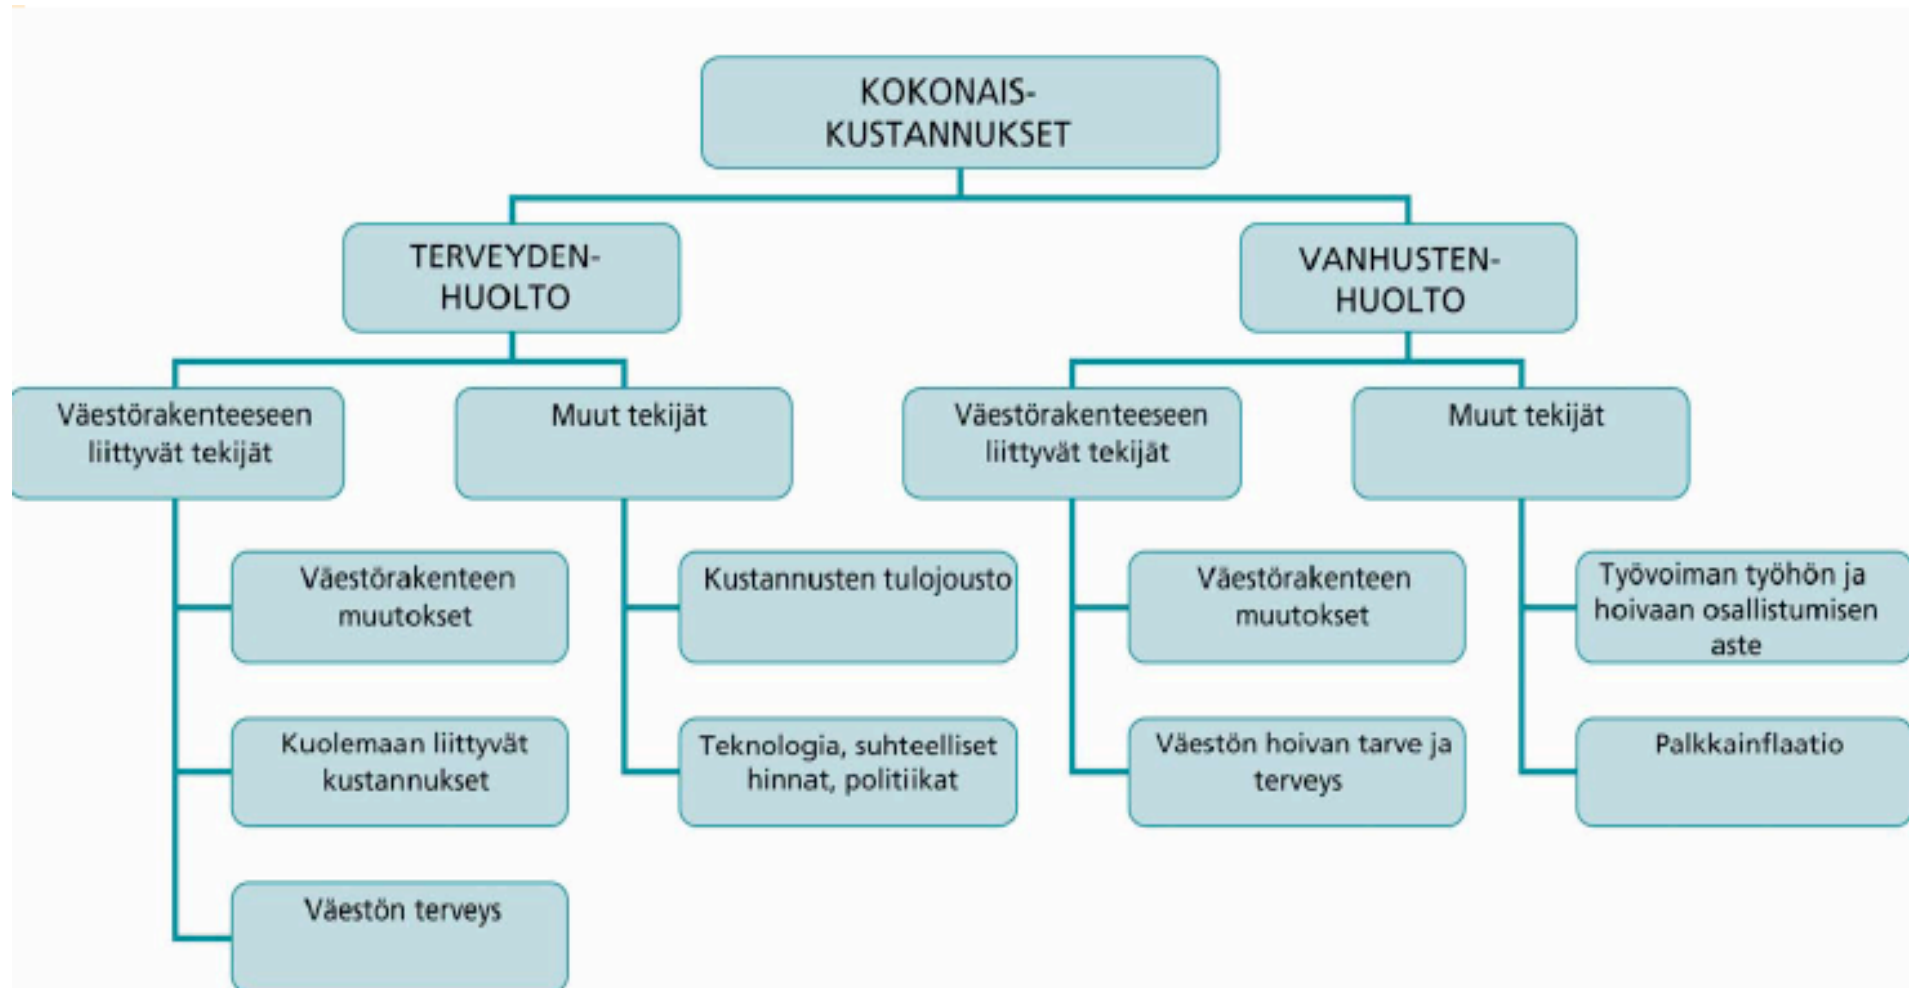 KOKONAIS-
KUSTANNUKSET
TERVEYDEN-
HUOLTO
VANHUSTEN-
HUOLTO
Väestörakenteeseen
liittyvät tekijät
Muut tekijät
Väestörakenteeseen
liittyvät tekijät
Muut tekijät
Väestörakenteen
muutokset
Kustannusten tulojousto
Väestörakenteen
muutokset
Työvoiman työhön ja
hoivaan osallistumisen
aste
Kuolemaan liittyvät
kustannukset
Teknologia, suhteelliset
hinnat, politiikat
Väestön hoivan tarve ja
terveys
Palkkainflaatio
Väestön terveys